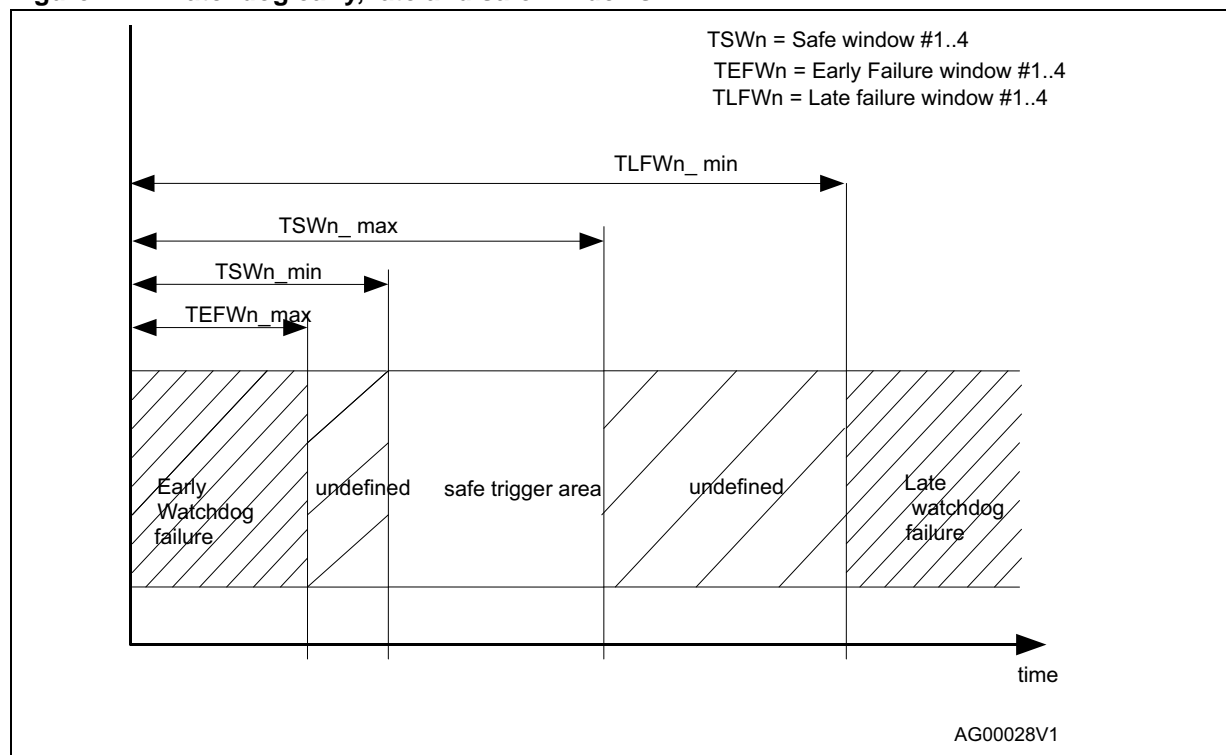 TSWn = Safe window #1..4
TEFWn = Early Failure window #1..4
TLFWn = Late failure window #1..4
TLFWn_ min
TSWn_ max
TSWn_min
TEFWn_max
Early
Watchdog
failure
undefined
safe trigger area
undefined
Late
watchdog
failure
time
AG00028V1